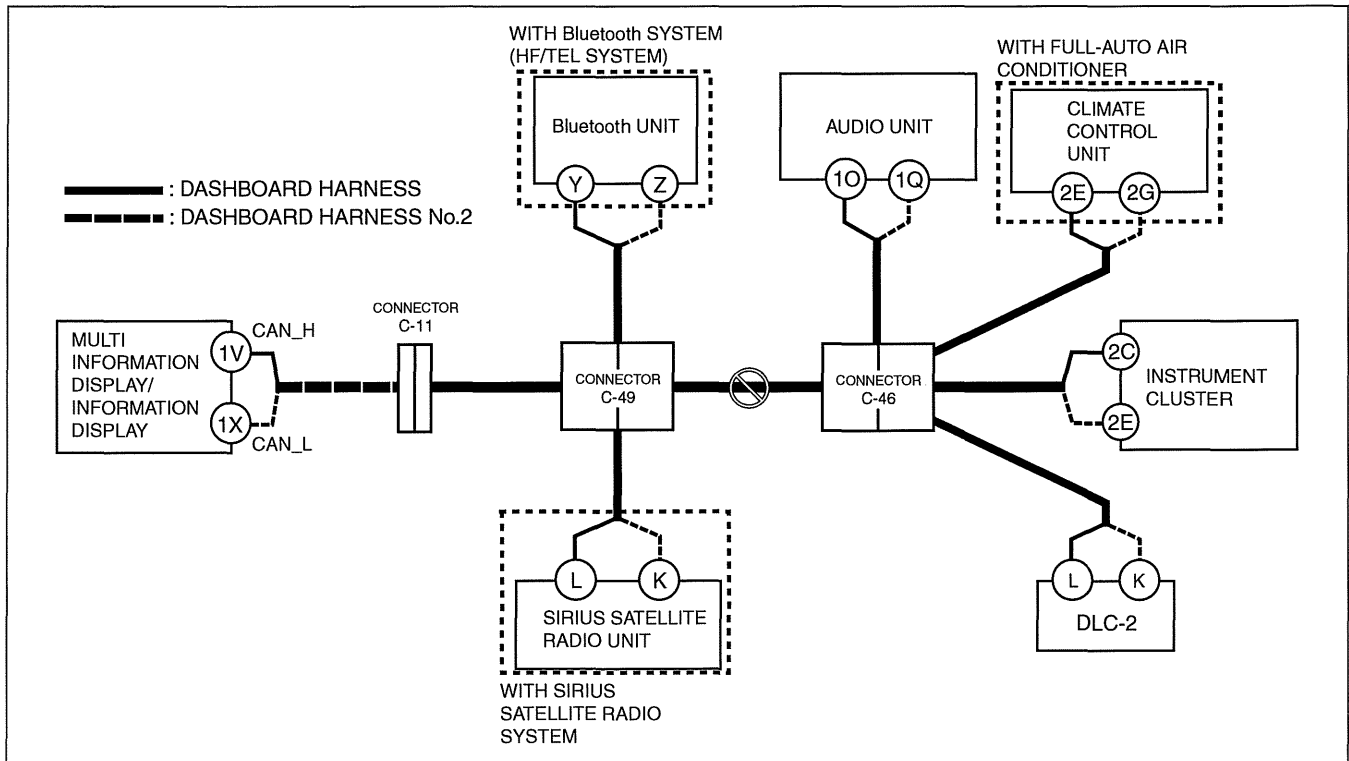 WITH Bluetooth SYSTEM
(HF/TEL SYSTEM)
Bluetooth UNIT
Y
Z
AUDIO UNIT
1O
1Q
WITH FULL-AUTO AIR
CONDITIONER
CLIMATE
CONTROL
UNIT
2E
2G
: DASHBOARD HARNESS
: DASHBOARD HARNESS No.2
MULTI
INFORMATION
DISPLAY/
INFORMATION
DISPLAY
1V
1X
CAN_H
CAN_L
CONNECTOR
C-11
CONNECTOR
C-49
CONNECTOR
C-46
2C
2E
INSTRUMENT
CLUSTER
L
K
SIRIUS SATELLITE
RADIO UNIT
WITH SIRIUS
SATELLITE RADIO
SYSTEM
L
K
DLC-2